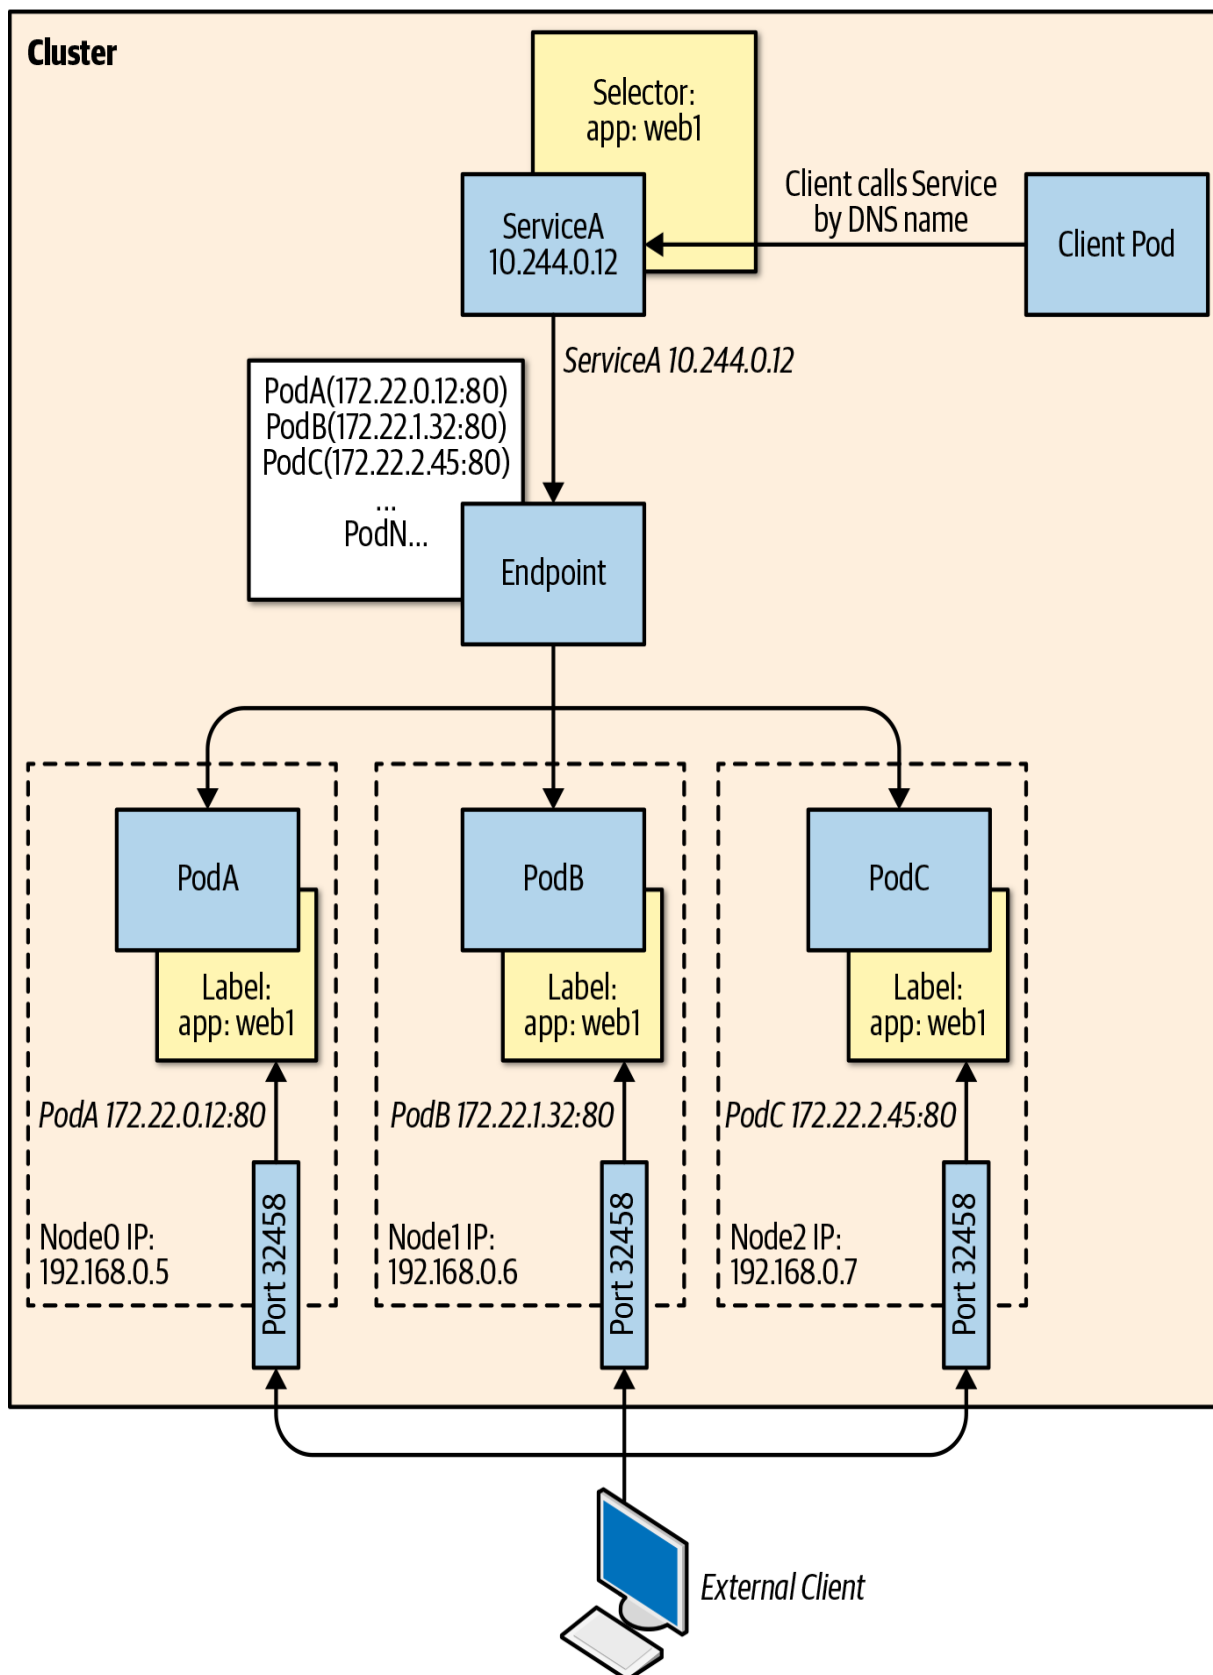 Cluster
Selector:
app: web1
Client calls Service
by DNS name
ServiceA
10.244.0.12
Client Pod
ServiceA 10.244.0.12
PodA(172.22.0.12:80)
PodB(172.22.1.32:80)
PodC(172.22.2.45:80)
...
PodN...
Endpoint
PodA
PodB
PodC
Label:
app: web1
Label:
app: web1
Label:
app: web1
PodA 172.22.0.12:80
PodB 172.22.1.32:80
PodC 172.22.2.45:80
Node0 IP:
192.168.0.5
Port 32458
Node1 IP:
192.168.0.6
Port 32458
Node2 IP:
192.168.0.7
Port 32458
External Client